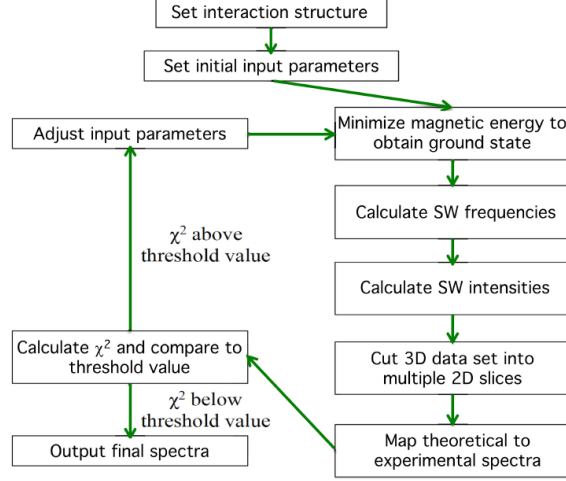 Set interaction structure
Set initial input parameters
Adjust input parameters
Minimize magnetic energy to
obtain ground state
Calculate SW frequencies
χ² above
threshold value
Calculate SW intensities
Calculate χ² and compare to
threshold value
Cut 3D data set into
multiple 2D slices
χ² below
threshold value
Output final spectra
Map theoretical to
experimental spectra